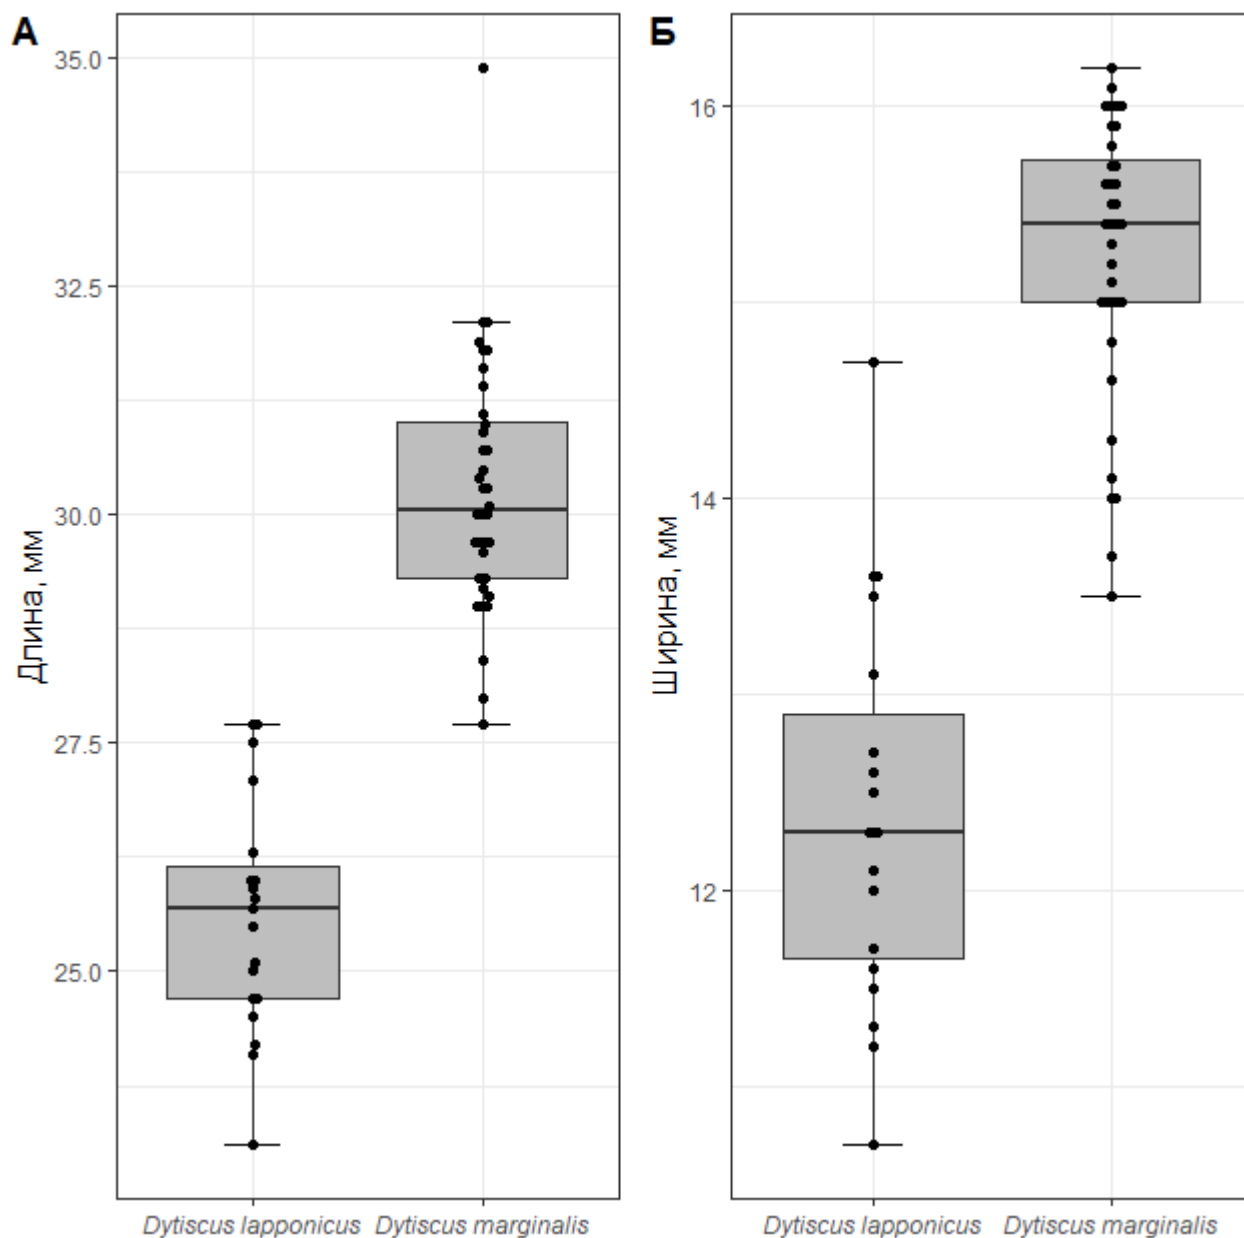 А
Длина, мм
35.0
32.5
30.0
27.5
25.0
Dytiscus lapponicus
Dytiscus marginalis
Б
Ширина, мм
16
14
12
Dytiscus lapponicus
Dytiscus marginalis